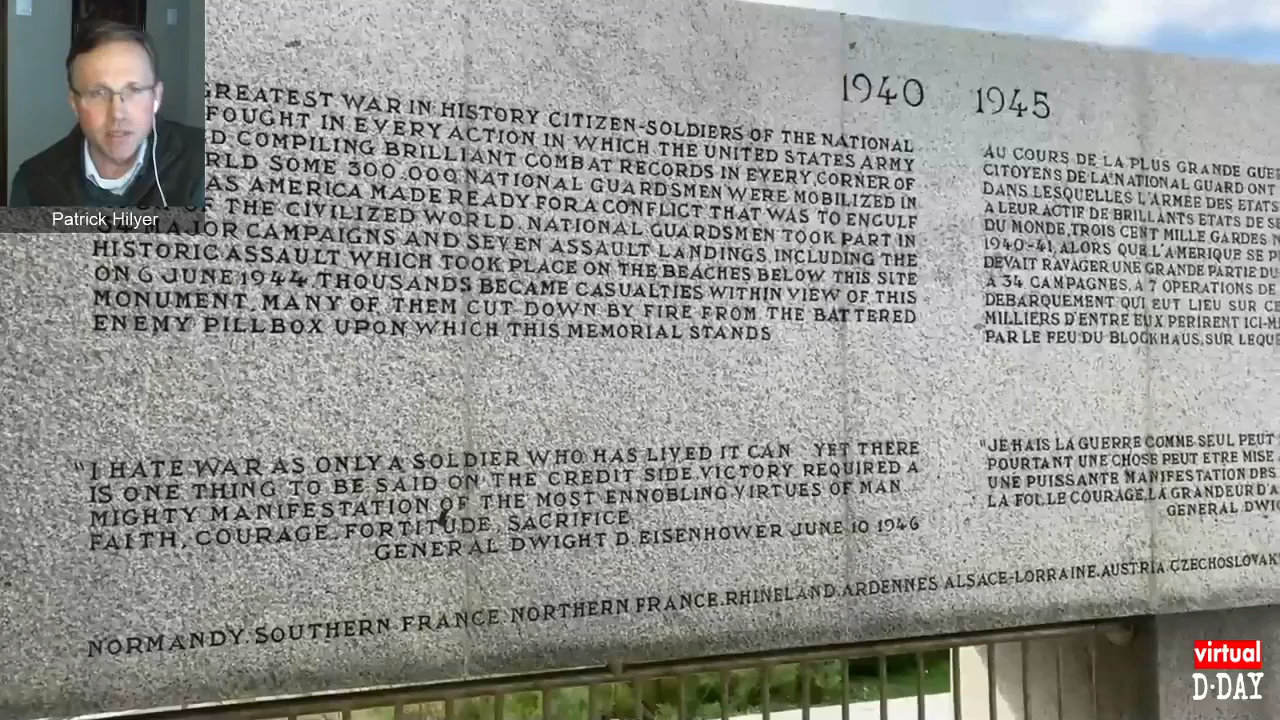 Patrick Hilyer
1940 1945
GREATEST WAR IN HISTORY CITIZEN-SOLDIERS OF THE NATIONAL
FOUGHT IN EVERY ACTION IN WHICH THE UNITED STATES ARMY
COMPILING BRILLIANT COMBAT RECORDS IN EVERY CORNER OF
SOME 300.000 NATIONAL GUARDSMEN WERE MOBILIZED IN
AS AMERICA MADE READY FOR A CONFLICT THAT WAS TO ENGULF
OF THE CIVILIZED WORLD. NATIONAL GUARDSMEN TOOK PART IN
34 MAJOR CAMPAIGNS AND SEVEN ASSAULT LANDINGS, INCLUDING THE
HISTORIC ASSAULT WHICH TOOK PLACE ON THE BEACHES BELOW THIS SITE
ON 6 JUNE 1944. THOUSANDS BECAME CASUALTIES WITHIN VIEW OF THIS
MONUMENT, MANY OF THEM CUT DOWN BY FIRE FROM THE BATTERED
ENEMY PILLBOX UPON WHICH THIS MEMORIAL STANDS
"I HATE WAR AS ONLY A SOLDIER WHO HAS LIVED IT CAN YET THERE
IS ONE THING TO BE SAID ON THE CREDIT SIDE. VICTORY REQUIRED A
MIGHTY MANIFESTATION OF THE MOST ENNOBLING VIRTUES OF MAN
FAITH, COURAGE, FORTITUDE, SACRIFICE
GENERAL DWIGHT D. EISENHOWER JUNE 10 1946
AU COURS DE LA PLUS GRANDE
CITOYENS DE LA NATIONAL GUARD ONT
DANS LESQUELLES L'ARMÉE DES ETATS
A LEUR ACTIF DE BRILLANTS ETATS DE
DU MONDE, TROIS CENT MILLE GARDES
1940-41, ALORS QUE L'AMERIQUE SE
DEVAIT RAVAGER UNE GRANDE PARTIE DU
A 34 CAMPAGNES, A 7 OPERATIONS DE
DEBARQUEMENT QUI EUT LIEU SUR
MILLIERS D'ENTRE EUX PERIRENT
PAR LE FEU DU BLOCKHAUS, SUR
"JE HAIS LA GUERRE COMME SEUL PEUT
POURTANT UNE CHOSE PEUT ETRE MISE
UNE PUISSANTE MANIFESTATION DES
LA FOI, LE COURAGE, LA GRANDEUR
GENERAL
NORMANDY. SOUTHERN FRANCE. NORTHERN FRANCE. RHINELAND. ARDENNES ALSACE-LORRAINE. AUSTRIA. CZECHOSLOVAK
virtual
D-DAY